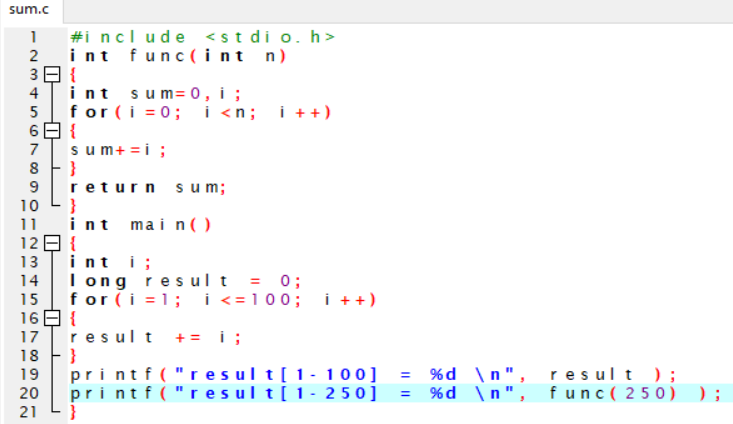 sum.c
1 #include <stdio.h>
2 int func(int n)
3 {
4 int sum=0,i;
5 for(i=0; i<n; i++)
6 {
7 sum+=i;
8 }
9 return sum;
10 }
11 int main()
12 {
13 int i;
14 long result = 0;
15 for(i=1; i<=100; i++)
16 {
17 result += i;
18 }
19 printf("result[1-100] = %d \n", result );
20 printf("result[1-250] = %d \n", func(250) );
21 }